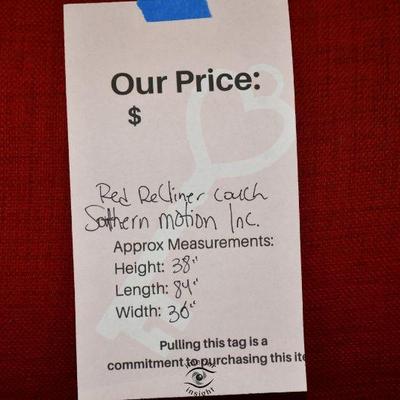 Our Price:
$
Red Recliner couch
Sothern Motion Inc.
Approx Measurements:
Height: 38"
Length: 84"
Width: 36"
Pulling this tag is a
commitment to purchasing this ite
insight